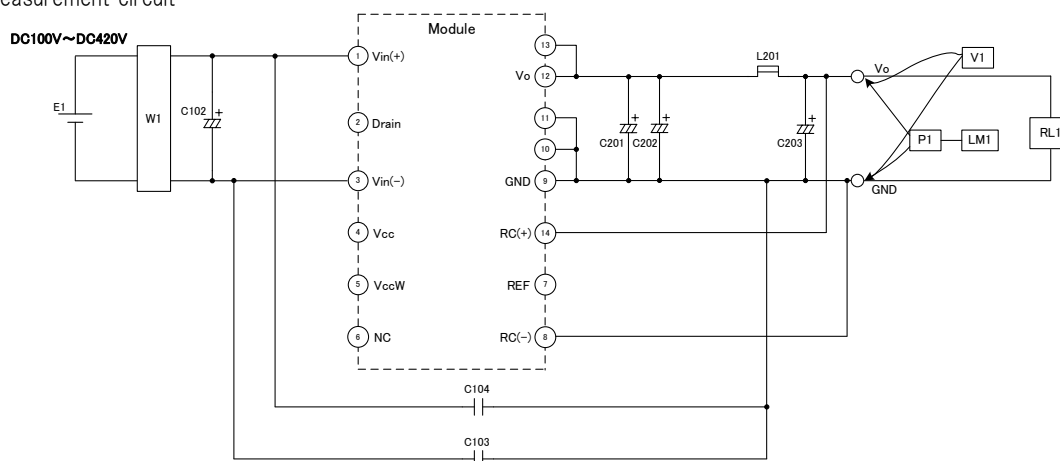 easurement circuit
DC100V~DC420V
Module
E1
W1
C102
1 Vin(+)
2 Drain
3 Vin(-)
4 Vcc
5 VccW
6 NC
13
Vo 12
11
10
GND 9
RC(+) 14
REF 7
RC(-) 8
C201
C202
L201
C203
Vo
GND
V1
P1
LM1
RL1
C104
C103